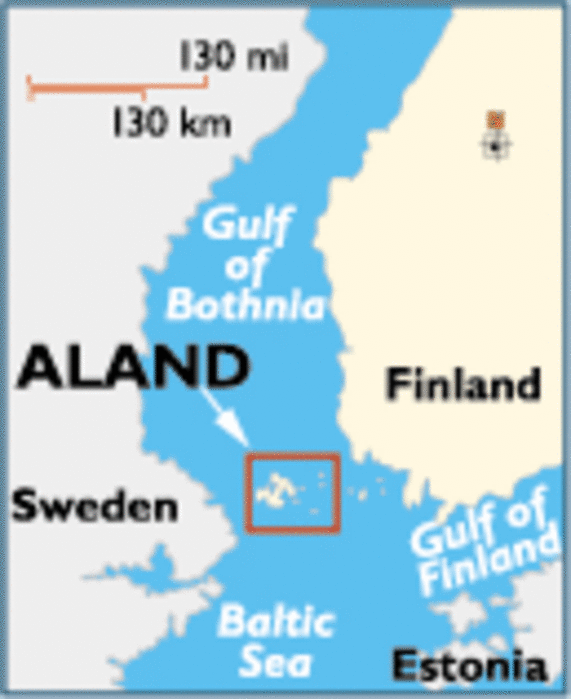 130 mi
130 km
Gulf
of
Bothnia
ALAND
Finland
Sweden
Gulf of
Finland
Baltic
Sea
Estonia